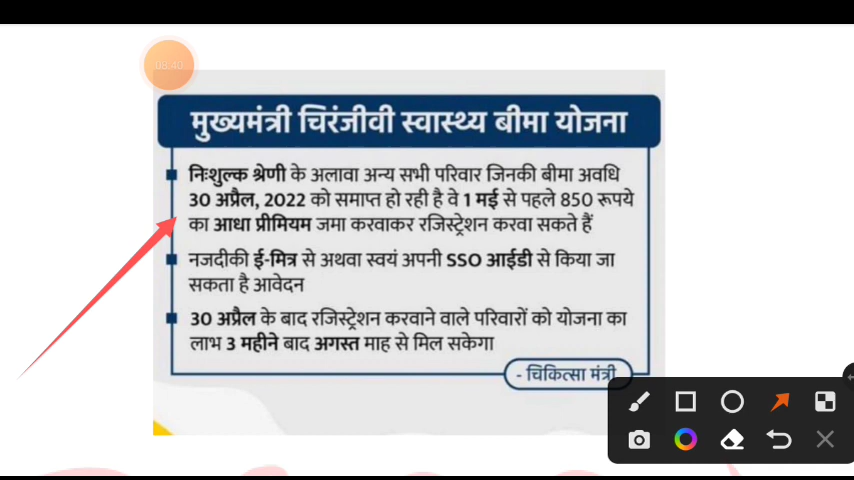 08:40
मुख्यमंत्री चिरंजीवी स्वास्थ्य बीमा योजना
निःशुल्क श्रेणी के अलावा अन्य सभी परिवार जिनकी बीमा अवधि
30 अप्रैल, 2022 को समाप्त हो रही है वे 1 मई से पहले 850 रूपये
का आधा प्रीमियम जमा करवाकर रजिस्ट्रेशन करवा सकते हैं
नजदीकी ई-मित्र से अथवा स्वयं अपनी SSO आईडी से किया जा
सकता है आवेदन
30 अप्रैल के बाद रजिस्ट्रेशन करवाने वाले परिवारों को योजना का
लाभ 3 महीने बाद अगस्त माह से मिल सकेगा
- चिकित्सा मंत्री